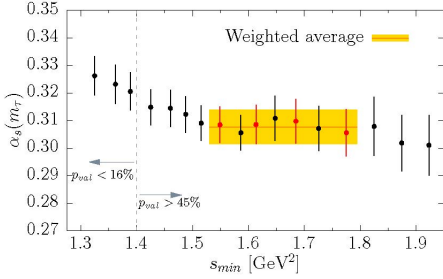 0.35
0.34
0.33
0.32
0.31
0.30
0.29
0.28
0.27
α_s(m_τ)
Weighted average
p_val < 16%
p_val > 45%
1.3 1.4 1.5 1.6 1.7 1.8 1.9
s_min [GeV²]